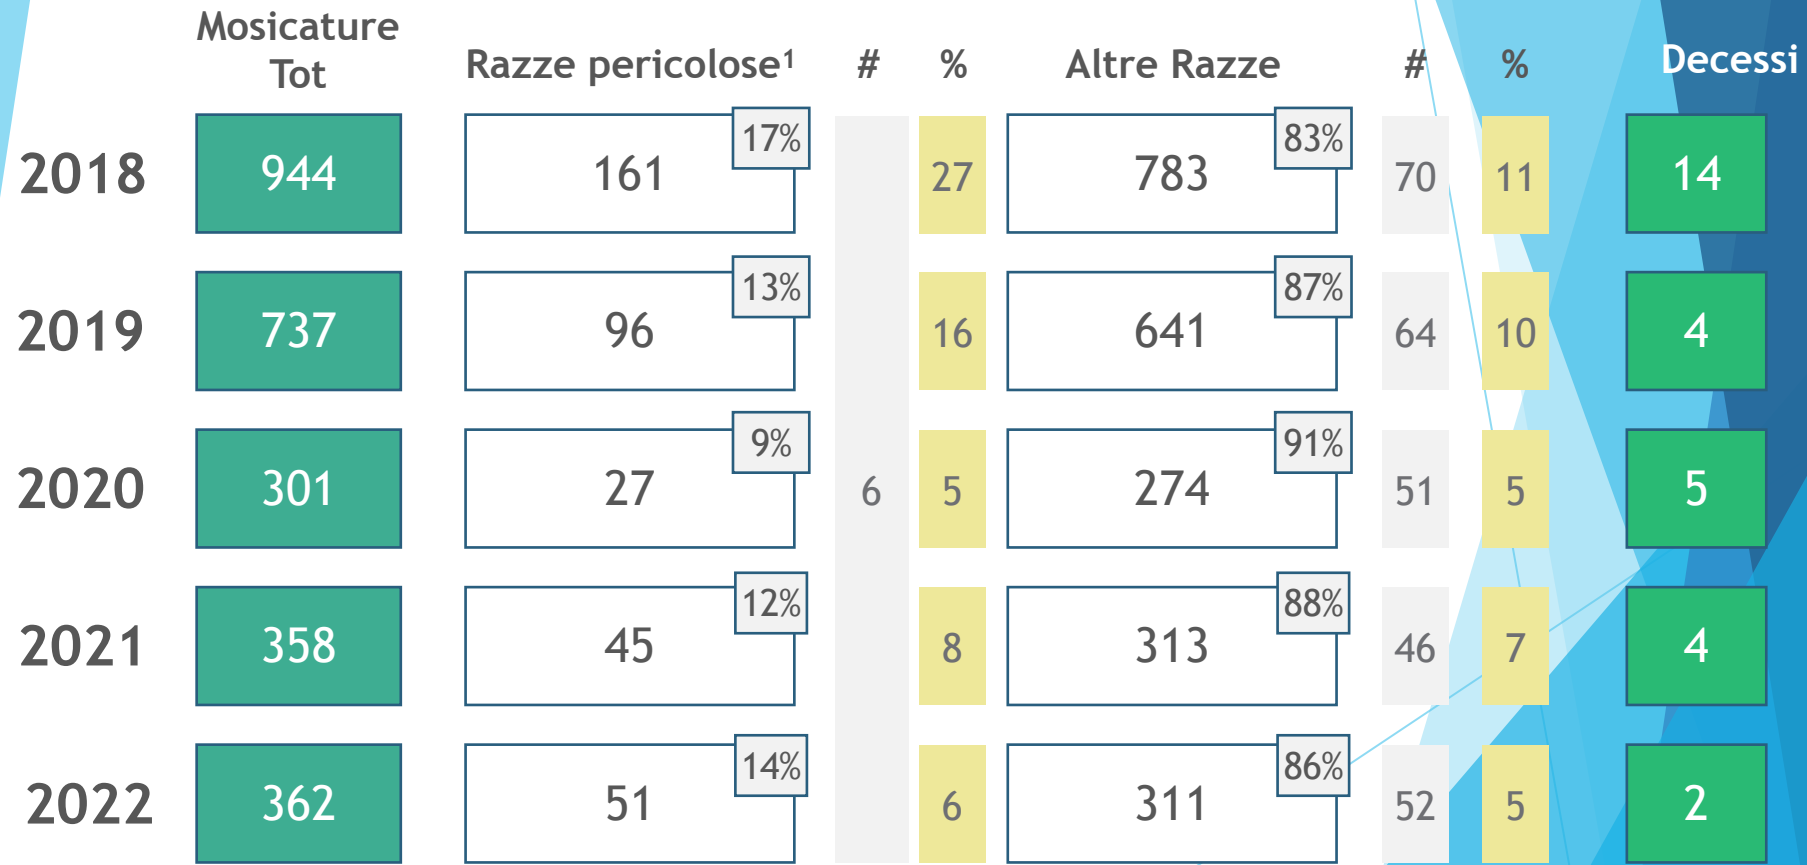 Mosicature
Tot
Razze pericolose¹ # % Altre Razze # % Decessi
2018 944 161 17% 27 783 83% 70 11 14
2019 737 96 13% 16 641 87% 64 10 4
2020 301 27 9% 6 5 274 91% 51 5 5
2021 358 45 12% 8 313 88% 46 7 4
2022 362 51 14% 6 311 86% 52 5 2